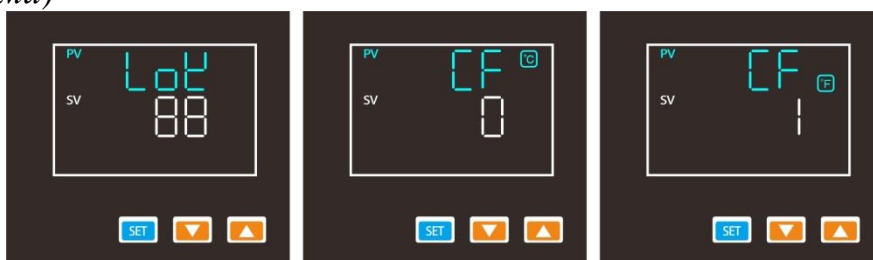 PV LoK
SV 88
SET
PV CF °C
SV 0
SET
PV CF °F
SV 1
SET